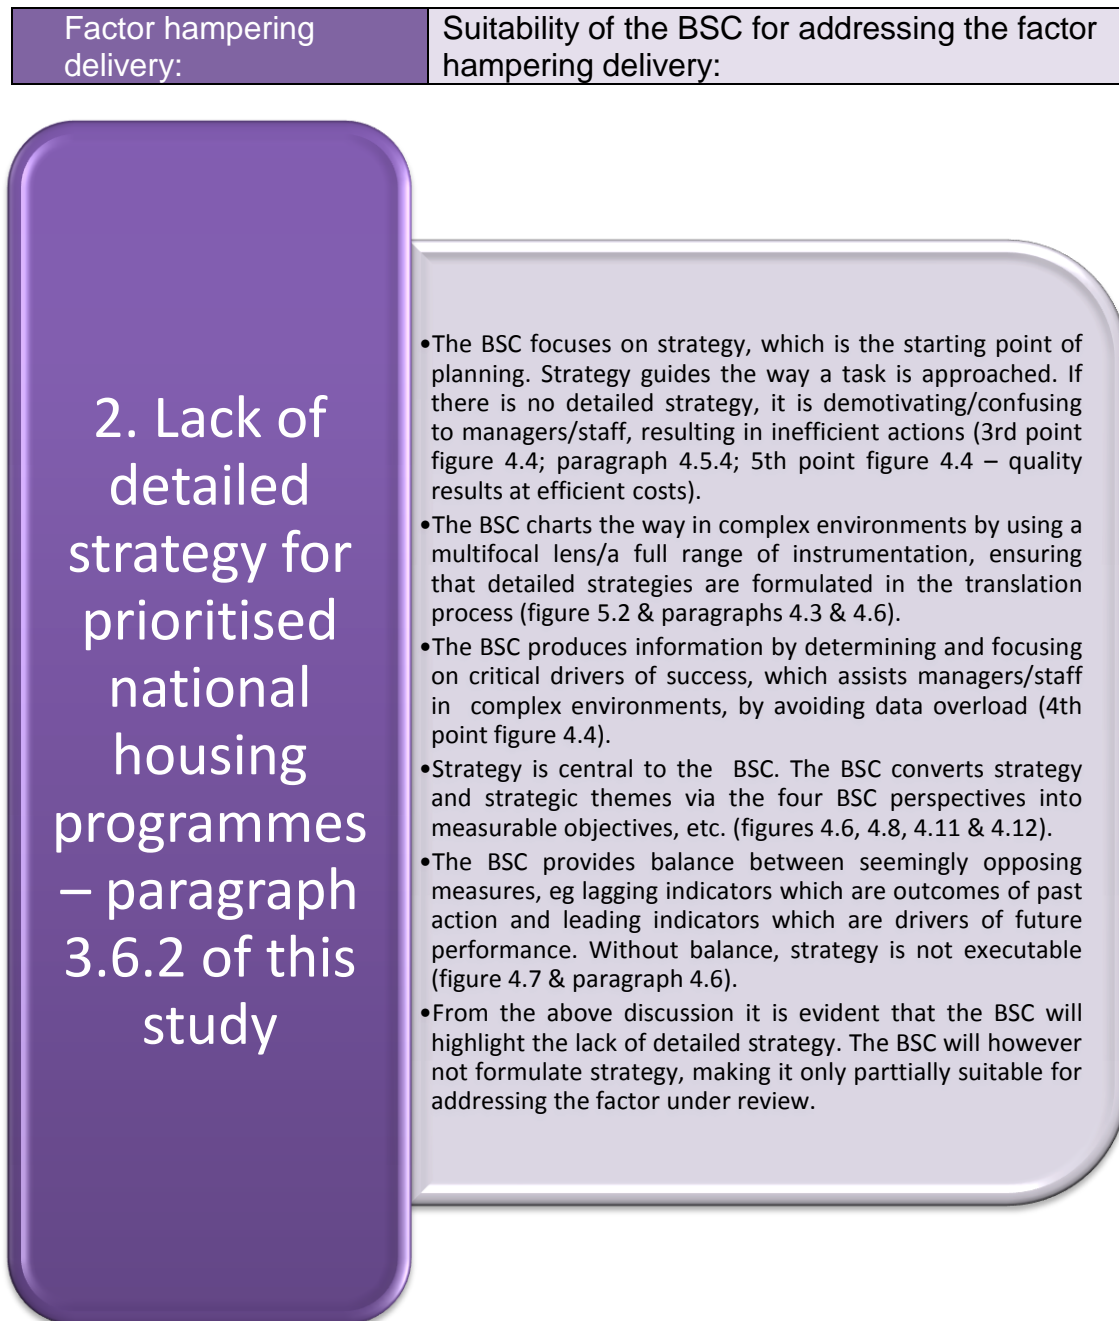 Factor hampering
delivery:
Suitability of the BSC for addressing the factor
hampering delivery:
2. Lack of
detailed
strategy for
prioritised
national
housing
programmes
– paragraph
3.6.2 of this
study
•The BSC focuses on strategy, which is the starting point of
planning. Strategy guides the way a task is approached. If
there is no detailed strategy, it is demotivating/confusing
to managers/staff, resulting in inefficient actions (3rd point
figure 4.4; paragraph 4.5.4; 5th point figure 4.4 – quality
results at efficient costs).
•The BSC charts the way in complex environments by using a
multifocal lens/a full range of instrumentation, ensuring
that detailed strategies are formulated in the translation
process (figure 5.2 & paragraphs 4.3 & 4.6).
•The BSC produces information by determining and focusing
on critical drivers of success, which assists managers/staff
in complex environments, by avoiding data overload (4th
point figure 4.4).
•Strategy is central to the BSC. The BSC converts strategy
and strategic themes via the four BSC perspectives into
measurable objectives, etc. (figures 4.6, 4.8, 4.11 & 4.12).
•The BSC provides balance between seemingly opposing
measures, eg lagging indicators which are outcomes of past
action and leading indicators which are drivers of future
performance. Without balance, strategy is not executable
(figure 4.7 & paragraph 4.6).
•From the above discussion it is evident that the BSC will
highlight the lack of detailed strategy. The BSC will however
not formulate strategy, making it only parttially suitable for
addressing the factor under review.